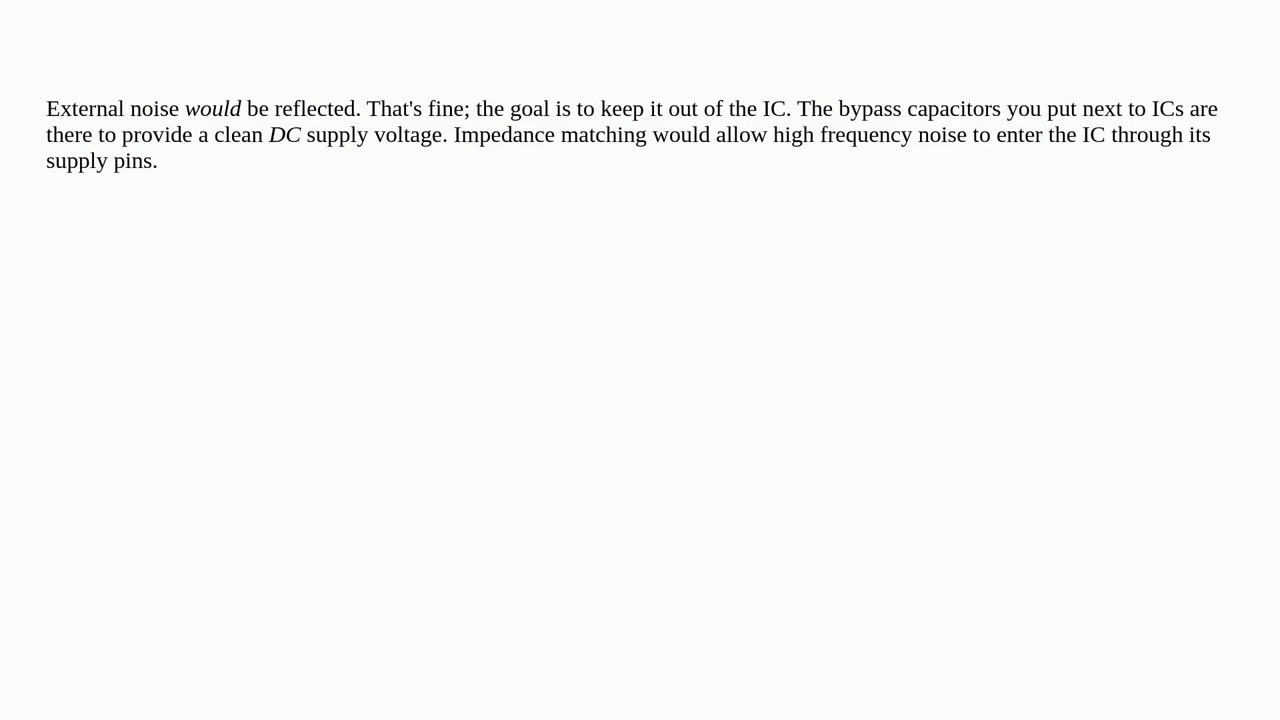 External noise would be reflected. That's fine; the goal is to keep it out of the IC. The bypass capacitors you put next to ICs are
there to provide a clean DC supply voltage. Impedance matching would allow high frequency noise to enter the IC through its
supply pins.